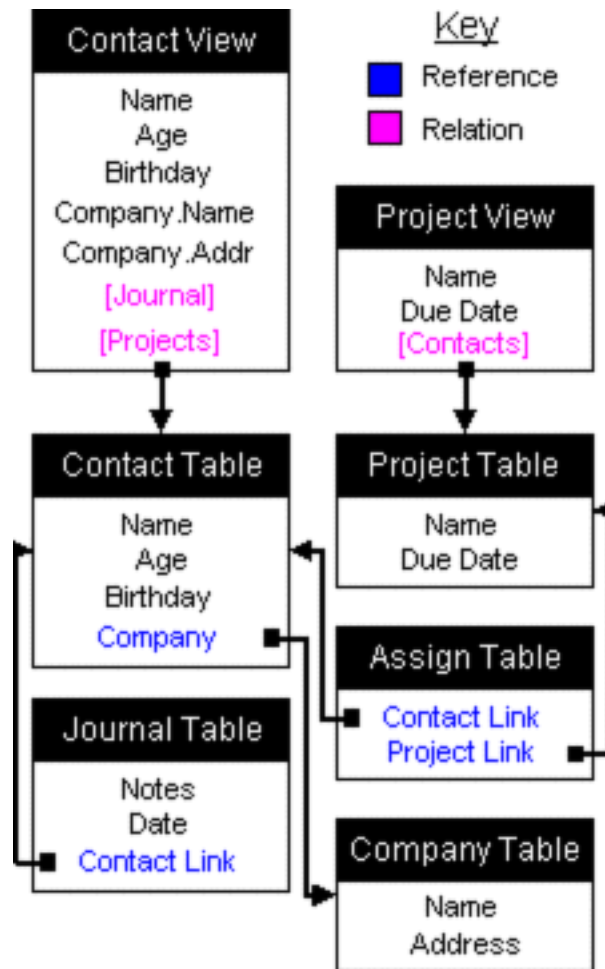 Contact View
Name
Age
Birthday
Company.Name
Company.Addr
[Journal]
[Projects]
Key
Reference
Relation
Project View
Name
Due Date
[Contacts]
Contact Table
Name
Age
Birthday
Company
Project Table
Name
Due Date
Assign Table
Contact Link
Project Link
Journal Table
Notes
Date
Contact Link
Company Table
Name
Address